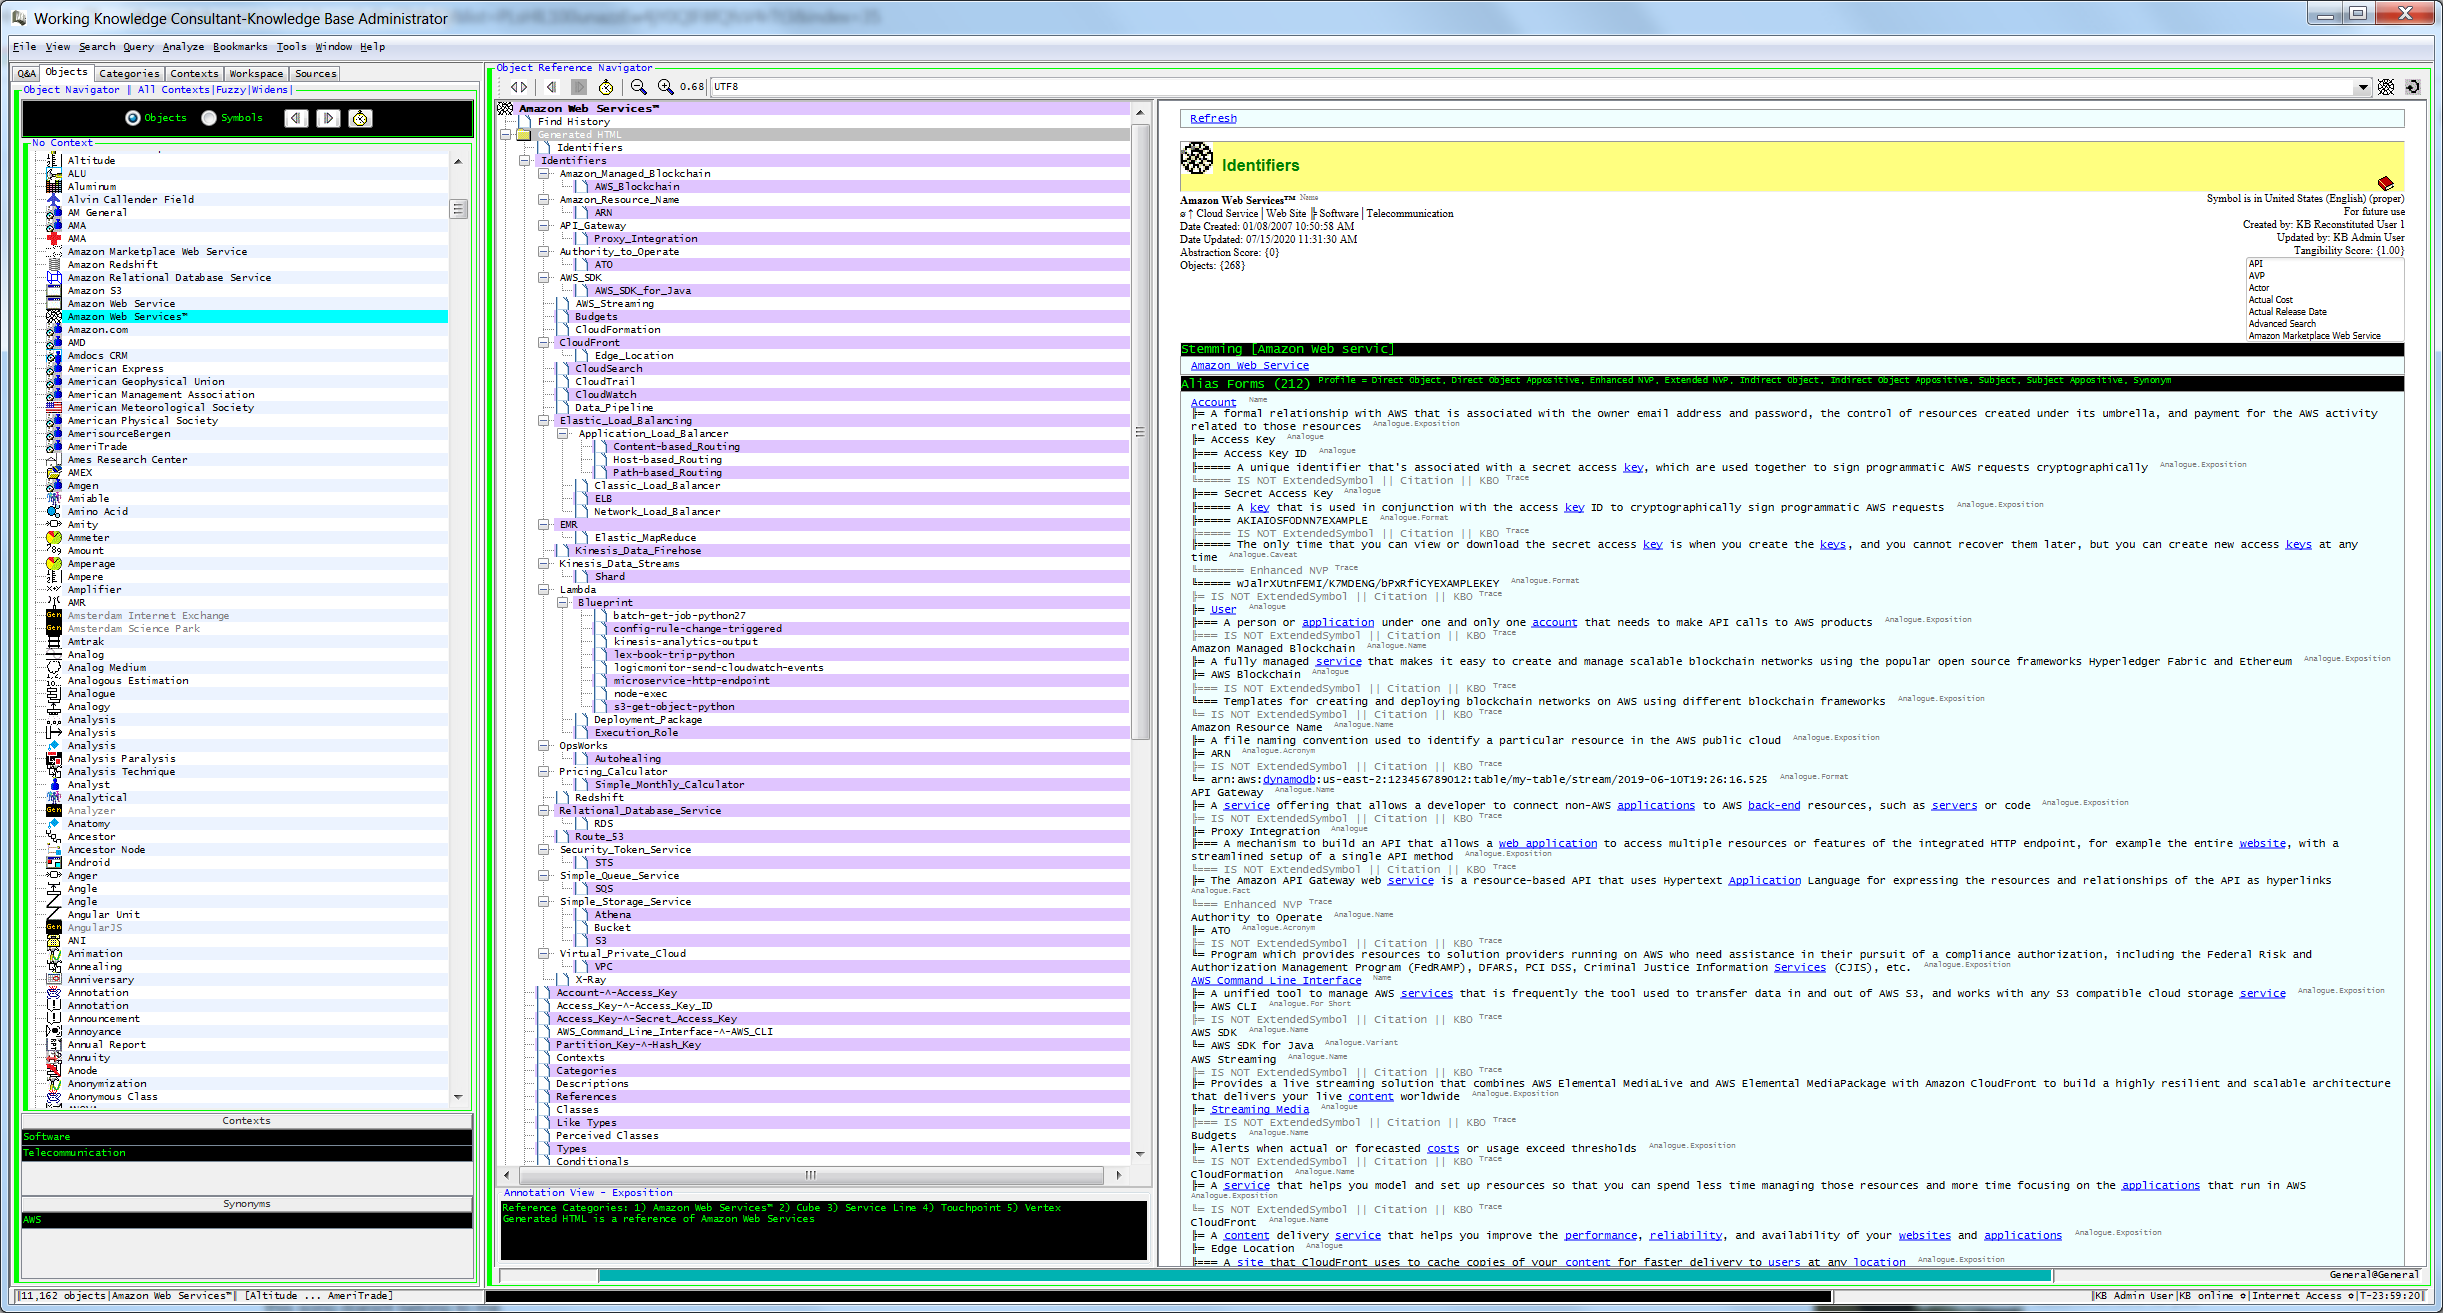 Working Knowledge Consultant-Knowledge Base Administrator
File View Search Query Analyze Bookmarks Tools Window Help
Q&A Objects Categories Contexts Workspace Sources
Object Navigator | All Contexts|Fuzzy|Widens|
Objects Symbols
No Context
Altitude
ALU
Aluminum
Alvin Callender Field
AM General
AMA
AMA
Amazon Marketplace Web Service
Amazon Redshift
Amazon Relational Database Service
Amazon S3
Amazon Web Service
Amazon Web Services™
Amazon.com
AMD
Amdocs CRM
American Express
American Geophysical Union
American Management Association
American Meteorological Society
American Physical Society
AmerisourceBergen
AmeriTrade
Ames Research Center
AMEX
Amgen
Amiable
Amino Acid
Amity
Ammeter
Amount
Amperage
Ampere
Amplifier
AMR
Amsterdam Internet Exchange
Amsterdam Science Park
Amtrak
Analog
Analog Medium
Analogous Estimation
Analogue
Analogy
Analysis
Analysis
Analysis
Analysis Paralysis
Analysis Technique
Analyst
Analytical
Analyzer
Anatomy
Ancestor
Ancestor Node
Android
Anger
Angle
Angle
Angular Unit
AngularJS
ANI
Animation
Annealing
Anniversary
Annotation
Annotation
Announcement
Annoyance
Annual Report
Annuity
Anode
Anonymization
Anonymous Class
Contexts
Software
Telecommunication
Synonyms
AWS
Object Reference Navigator
0.68 UTF8
Amazon Web Services™
Find History
Generated HTML
Identifiers
Identifiers
Amazon_Managed_Blockchain
AWS_Blockchain
Amazon_Resource_Name
ARN
API_Gateway
Proxy_Integration
Authority_to_Operate
ATO
AWS_SDK
AWS_SDK_for_Java
AWS_Streaming
Budgets
CloudFormation
CloudFront
Edge_Location
CloudSearch
CloudTrail
CloudWatch
Data_Pipeline
Elastic_Load_Balancing
Application_Load_Balancer
Content-based_Routing
Host-based_Routing
Path-based_Routing
Classic_Load_Balancer
ELB
Network_Load_Balancer
EMR
Elastic_MapReduce
Kinesis_Data_Firehose
Kinesis_Data_Streams
Shard
Lambda
Blueprint
batch-get-job-python27
config-rule-change-triggered
kinesis-analytics-output
lex-book-trip-python
logicmonitor-send-cloudwatch-events
microservice-http-endpoint
node-exec
s3-get-object-python
Deployment_Package
Execution_Role
OpsWorks
Autohealing
Pricing_Calculator
Simple_Monthly_Calculator
Redshift
Relational_Database_Service
RDS
Route_53
Security_Token_Service
STS
Simple_Queue_Service
SQS
Simple_Storage_Service
Athena
Bucket
S3
Virtual_Private_Cloud
VPC
X-Ray
Account-^-Access_Key
Access_Key-^-Access_Key_ID
Access_Key-^-Secret_Access_Key
AWS_Command_Line_Interface-^-AWS_CLI
Partition_Key-^-Hash_Key
Contexts
Categories
Descriptions
References
Classes
Like Types
Perceived Classes
Types
Conditionals
Annotation View - Exposition
Reference Categories: 1) Amazon Web Services™ 2) Cube 3) Service Line 4) Touchpoint 5) Vertex
Generated HTML is a reference of Amazon Web Services
Refresh
Identifiers
Amazon Web Services™ Name
ø ↑ Cloud Service | Web Site ╠ Software | Telecommunication
Date Created: 01/08/2007 10:50:58 AM
Date Updated: 07/15/2020 11:31:30 AM
Abstraction Score: {0}
Objects: {268}
Symbol is in United States (English) (proper)
For future use
Created by: KB Reconstituted User 1
Updated by: KB Admin User
Tangibility Score: {1.00}
API
AVP
Actor
Actual Cost
Actual Release Date
Advanced Search
Amazon Marketplace Web Service
Stemming [Amazon Web servic]
Amazon Web Service
Alias Forms (212) Profile = Direct Object, Direct Object Appositive, Enhanced NVP, Extended NVP, Indirect Object, Indirect Object Appositive, Subject, Subject Appositive, Synonym
Account Name
╠= A formal relationship with AWS that is associated with the owner email address and password, the control of resources created under its umbrella, and payment for the AWS activity
related to those resources Analogue.Exposition
╠= Access Key Analogue
╠=== Access Key ID Analogue
╠===== A unique identifier that's associated with a secret access key, which are used together to sign programmatic AWS requests cryptographically Analogue.Exposition
╚===== IS NOT ExtendedSymbol || Citation || KBO Trace
╠=== Secret Access Key Analogue
╠===== A key that is used in conjunction with the access key ID to cryptographically sign programmatic AWS requests Analogue.Exposition
╠===== AKIAIOSFODNN7EXAMPLE Analogue.Format
╠===== IS NOT ExtendedSymbol || Citation || KBO Trace
╠===== The only time that you can view or download the secret access key is when you create the keys, and you cannot recover them later, but you can create new access keys at any
time Analogue.Caveat
╚======= Enhanced NVP Trace
╚===== wJalrXUtnFEMI/K7MDENG/bPxRfiCYEXAMPLEKEY Analogue.Format
╠= IS NOT ExtendedSymbol || Citation || KBO Trace
╠= User Analogue
╠=== A person or application under one and only one account that needs to make API calls to AWS products Analogue.Exposition
╠=== IS NOT ExtendedSymbol || Citation || KBO Trace
Amazon Managed Blockchain Analogue.Name
╠= A fully managed service that makes it easy to create and manage scalable blockchain networks using the popular open source frameworks Hyperledger Fabric and Ethereum Analogue.Exposition
╠= AWS Blockchain Analogue
╠=== IS NOT ExtendedSymbol || Citation || KBO Trace
╚=== Templates for creating and deploying blockchain networks on AWS using different blockchain frameworks Analogue.Exposition
╚= IS NOT ExtendedSymbol || Citation || KBO Trace
Amazon Resource Name Analogue.Name
╠= A file naming convention used to identify a particular resource in the AWS public cloud Analogue.Exposition
╠= ARN Analogue.Acronym
╠= IS NOT ExtendedSymbol || Citation || KBO Trace
╚= arn:aws:dynamodb:us-east-2:123456789012:table/my-table/stream/2019-06-10T19:26:16.525 Analogue.Format
API Gateway Analogue.Name
╠= A service offering that allows a developer to connect non-AWS applications to AWS back-end resources, such as servers or code Analogue.Exposition
╠= IS NOT ExtendedSymbol || Citation || KBO Trace
╠= Proxy Integration Analogue
╠=== A mechanism to build an API that allows a web application to access multiple resources or features of the integrated HTTP endpoint, for example the entire website, with a
streamlined setup of a single API method Analogue.Exposition
╚=== IS NOT ExtendedSymbol || Citation || KBO Trace
╠= The Amazon API Gateway web service is a resource-based API that uses Hypertext Application Language for expressing the resources and relationships of the API as hyperlinks
Analogue.Fact
╚=== Enhanced NVP Trace
Authority to Operate Analogue.Name
╠= ATO Analogue.Acronym
╠= IS NOT ExtendedSymbol || Citation || KBO Trace
╚= Program which provides resources to solution providers running on AWS who need assistance in their pursuit of a compliance authorization, including the Federal Risk and
Authorization Management Program (FedRAMP), DFARS, PCI DSS, Criminal Justice Information Services (CJIS), etc. Analogue.Exposition
AWS Command Line Interface Name
╠= A unified tool to manage AWS services that is frequently the tool used to transfer data in and out of AWS S3, and works with any S3 compatible cloud storage service Analogue.Exposition
╠= AWS CLI Analogue.For Short
╠= IS NOT ExtendedSymbol || Citation || KBO Trace
AWS SDK Analogue.Name
╚= AWS SDK for Java Analogue.Variant
AWS Streaming Analogue.Name
╠= IS NOT ExtendedSymbol || Citation || KBO Trace
╠= Provides a live streaming solution that combines AWS Elemental MediaLive and AWS Elemental MediaPackage with Amazon CloudFront to build a highly resilient and scalable architecture
that delivers your live content worldwide Analogue.Exposition
╠= Streaming Media Analogue
╠=== IS NOT ExtendedSymbol || Citation || KBO Trace
Budgets Analogue.Name
╠= Alerts when actual or forecasted costs or usage exceed thresholds Analogue.Exposition
╚= IS NOT ExtendedSymbol || Citation || KBO Trace
CloudFormation Analogue.Name
╠= A service that helps you model and set up resources so that you can spend less time managing those resources and more time focusing on the applications that run in AWS
Analogue.Exposition
╚= IS NOT ExtendedSymbol || Citation || KBO Trace
CloudFront Analogue.Name
╠= A content delivery service that helps you improve the performance, reliability, and availability of your websites and applications Analogue.Exposition
╠= Edge Location Analogue
╠=== A site that CloudFront uses to cache copies of your content for faster delivery to users at any location Analogue.Exposition
General@General
|11,162 objects|Amazon Web Services™| [Altitude ... AmeriTrade]
|KB Admin User|KB online ¢|Internet Access ¢|T-23:59:20|